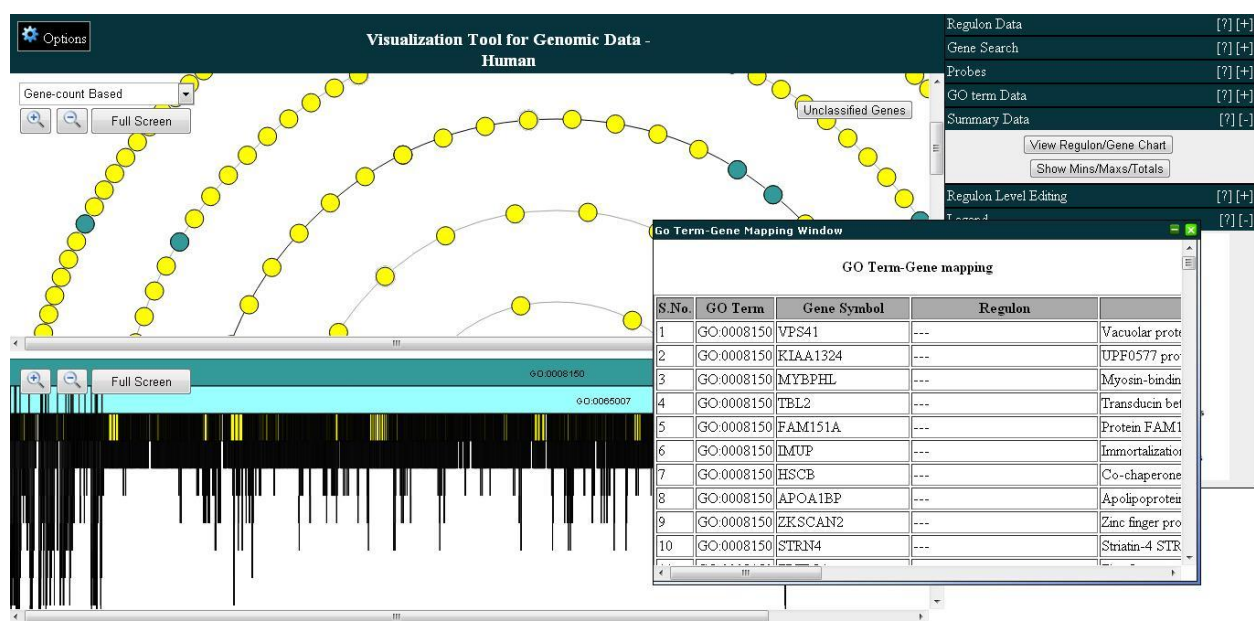 Options
Visualization Tool for Genomic Data -
Human
Gene-count Based
Full Screen
Unclassified Genes
Regulon Data [?] [+]
Gene Search [?] [+]
Probes [?] [+]
GO term Data [?] [+]
Summary Data [?] [-]
View Regulon/Gene Chart
Show Mins/Maxs/Totals
Regulon Level Editing [?] [+]
Legend [?] [-]
Full Screen
GO:0008150
GO:0065007
Go Term-Gene Mapping Window
GO Term-Gene mapping
S.No. GO Term Gene Symbol Regulon
1 GO:0008150 VPS41 --- Vacuolar prote
2 GO:0008150 KIAA1324 --- UPF0577 pro
3 GO:0008150 MYBPHL --- Myosin-bindin
4 GO:0008150 TBL2 --- Transducin bet
5 GO:0008150 FAM151A --- Protein FAM1
6 GO:0008150 IMUP --- Immortalization
7 GO:0008150 HSCB --- Co-chaperone
8 GO:0008150 APOA1BP --- Apolipoprotein
9 GO:0008150 ZKSCAN2 --- Zinc finger pro
10 GO:0008150 STRN4 --- Striatin-4 STR